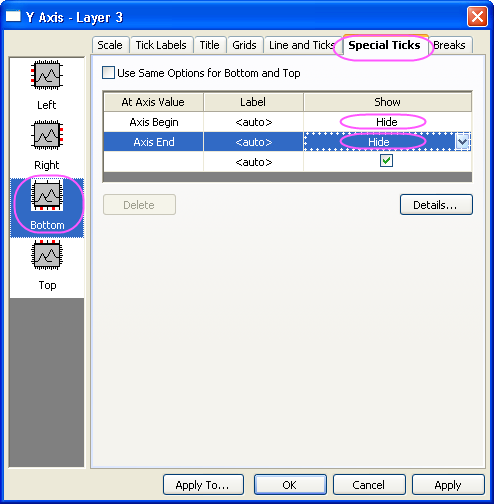 Y Axis - Layer 3
Scale Tick Labels Title Grids Line and Ticks Special Ticks Breaks
Left
Right
Bottom
Top
Use Same Options for Bottom and Top
At Axis Value Label Show
Axis Begin <auto> Hide
Axis End <auto> Hide
<auto>
Delete Details...
Apply To... OK Cancel Apply